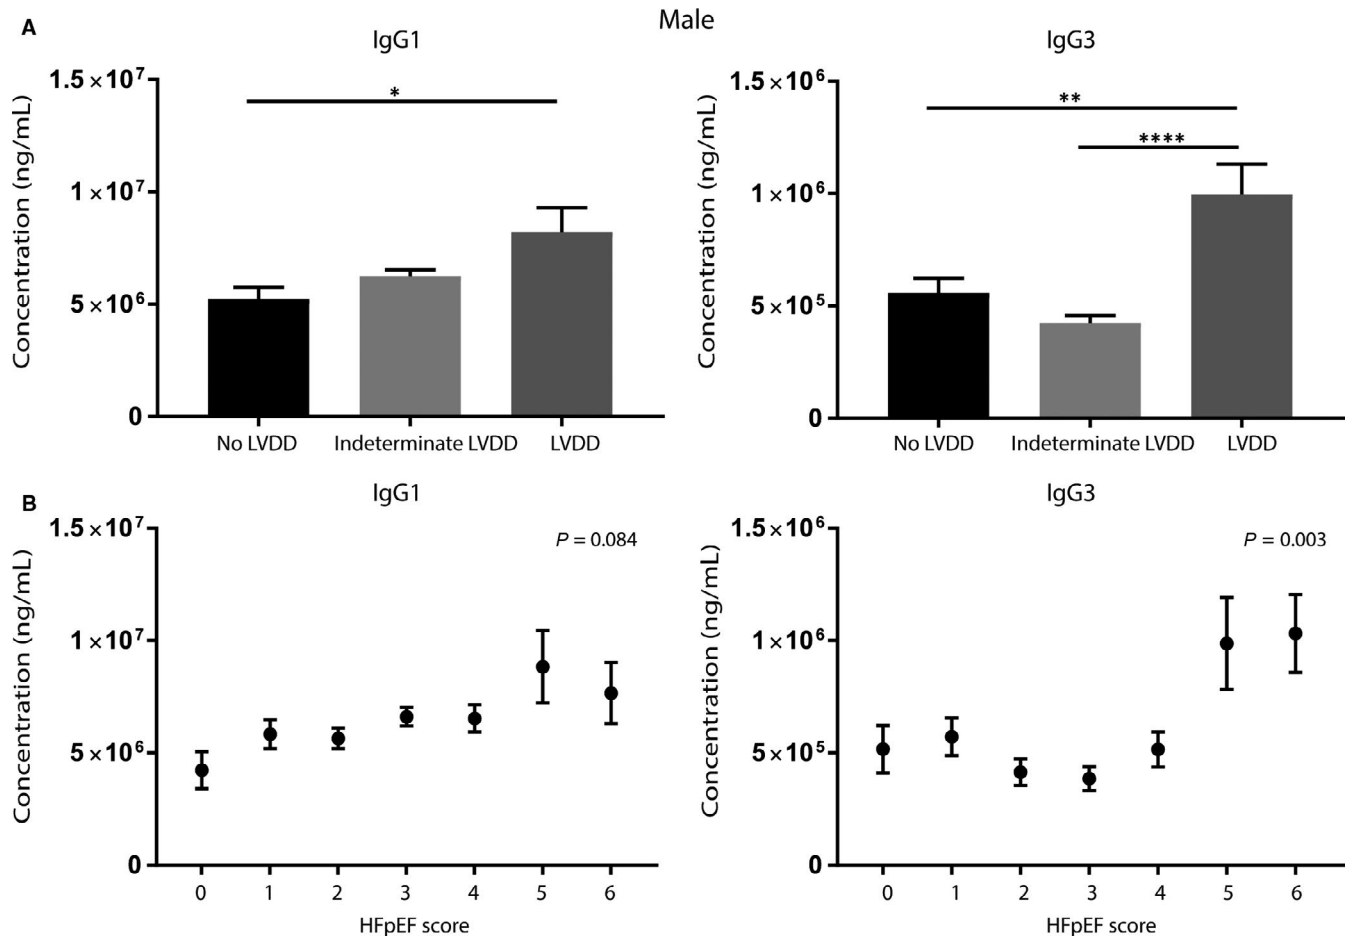 Male
A
IgG1
Concentration (ng/mL)
1.5×10⁷
1×10⁷
5×10⁶
0
*
No LVDD Indeterminate LVDD LVDD
IgG3
Concentration (ng/mL)
1.5×10⁶
1×10⁶
5×10⁵
0
**
****
No LVDD Indeterminate LVDD LVDD
B
IgG1
Concentration (ng/mL)
1.5×10⁷
1×10⁷
5×10⁶
0
P = 0.084
0 1 2 3 4 5 6
HFpEF score
IgG3
Concentration (ng/mL)
1.5×10⁶
1×10⁶
5×10⁵
0
P = 0.003
0 1 2 3 4 5 6
HFpEF score